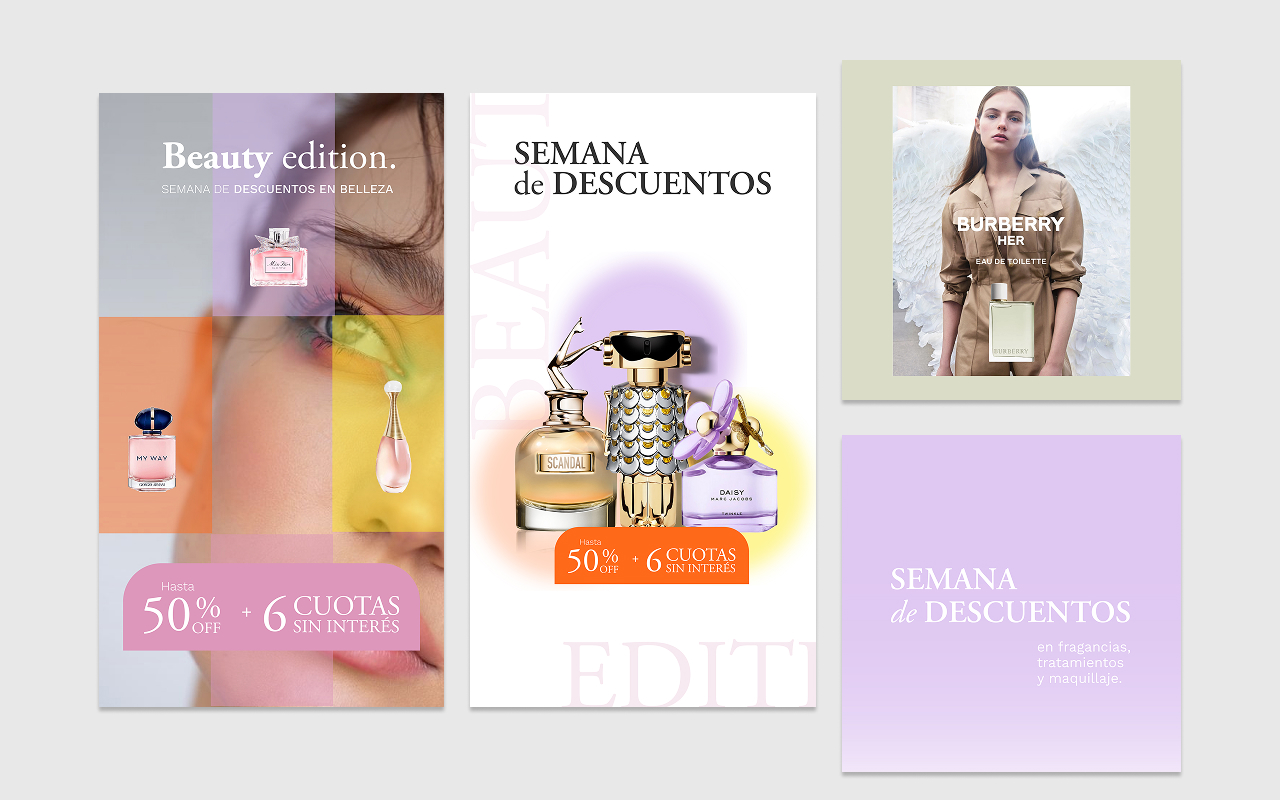 Beauty edition.
SEMANA DE DESCUENTOS EN BELLEZA
Miss Dior
MY WAY
GIORGIO ARMANI
Hasta
50% OFF + 6 CUOTAS SIN INTERÉS
BEAUT
SEMANA
de DESCUENTOS
SCANDAL
DAISY
MARC JACOBS
TWINKLE
Hasta
50% OFF + 6 CUOTAS SIN INTERÉS
EDITI
BURBERRY
HER
EAU DE TOILETTE
BURBERRY
SEMANA
de DESCUENTOS
en fragancias,
tratamientos
y maquillaje.